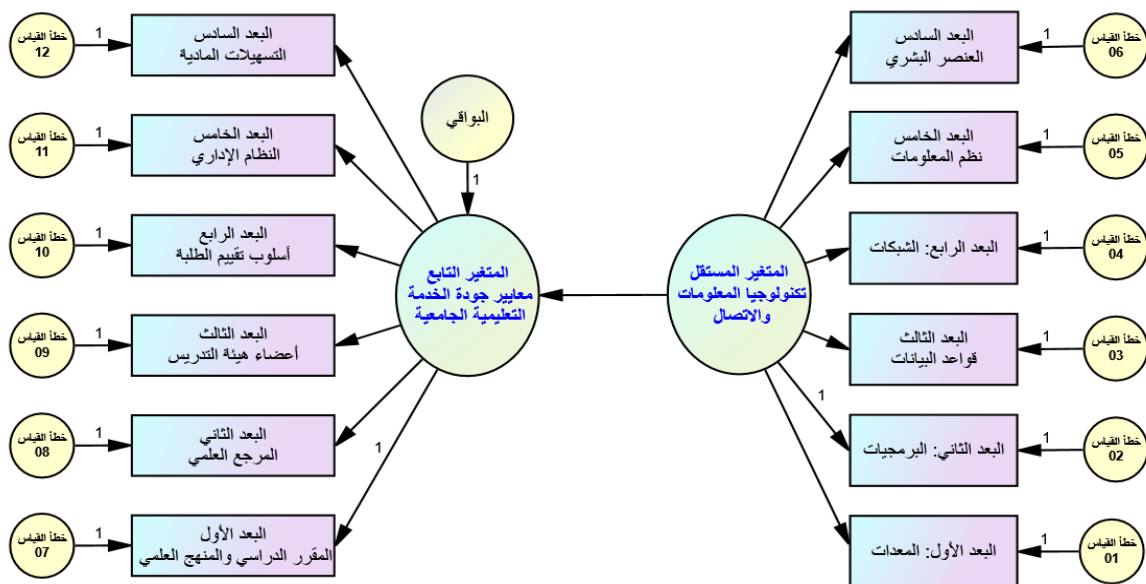 البعد السادس
العنصر البشري
1
خطأ القياس
06
البعد الخامس
نظم المعلومات
1
خطأ القياس
05
البعد الرابع: الشبكات
1
خطأ القياس
04
البعد الثالث
قواعد البيانات
1
خطأ القياس
03
1
البعد الثاني: البرمجيات
1
خطأ القياس
02
البعد الأول: المعدات
1
خطأ القياس
01
المتغير المستقل
تكنولوجيا المعلومات
والاتصال
البواقي
1
المتغير التابع
معايير جودة الخدمة
التعليمية الجامعية
البعد السادس
التسهيلات المادية
1
خطأ القياس
12
البعد الخامس
النظام الإداري
1
خطأ القياس
11
البعد الرابع
أسلوب تقييم الطلبة
1
خطأ القياس
10
البعد الثالث
أعضاء هيئة التدريس
1
خطأ القياس
09
البعد الثاني
المرجع العلمي
1
خطأ القياس
08
1
البعد الأول
المقرر الدراسي والمنهج العلمي
1
خطأ القياس
07